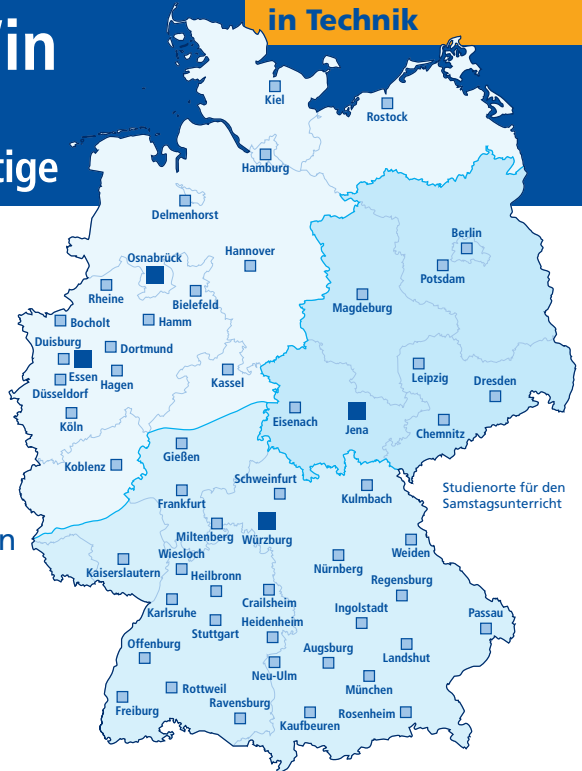 in
in Technik
tige
Kiel
Rostock
Hamburg
Delmenhorst
Berlin
Hannover
Osnabrück
Potsdam
Rheine
Bielefeld
Magdeburg
Bocholt
Hamm
Duisburg
Dortmund
Essen
Hagen
Düsseldorf
Kassel
Leipzig
Dresden
Köln
Eisenach
Jena
Chemnitz
Gießen
Koblenz
Schweinfurt
Kulmbach
Studienorte für den
Samstagsunterricht
Frankfurt
Miltenberg
Würzburg
n
Wiesloch
Nürnberg
Weiden
Kaiserslautern
Heilbronn
Regensburg
Karlsruhe
Crailsheim
Ingolstadt
Passau
Stuttgart
Heidenheim
Offenburg
Augsburg
Landshut
Neu-Ulm
München
Rottweil
Freiburg
Ravensburg
Kaufbeuren
Rosenheim